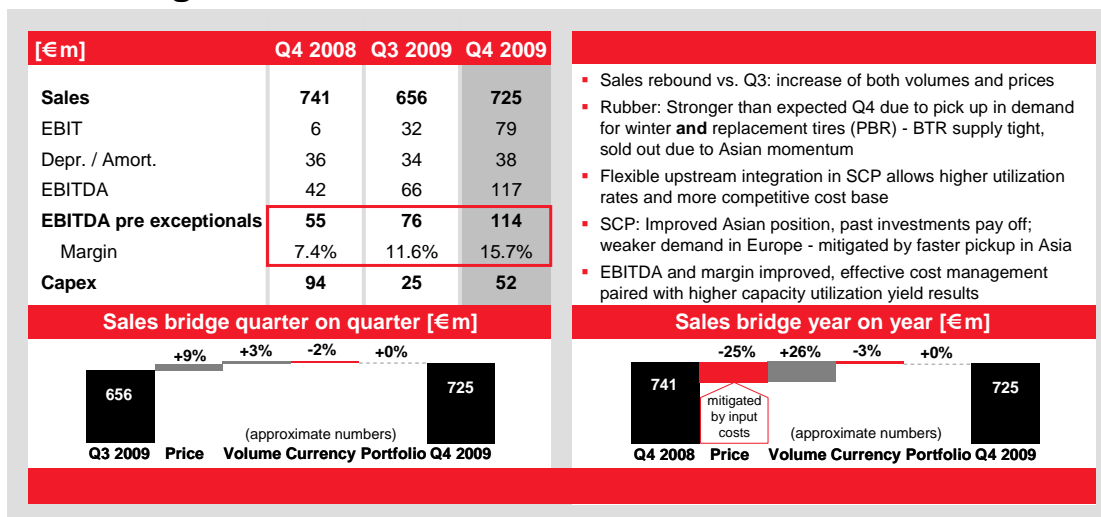 [€m] Q4 2008 Q3 2009 Q4 2009
Sales 741 656 725
EBIT 6 32 79
Depr. / Amort. 36 34 38
EBITDA 42 66 117
EBITDA pre exceptionals 55 76 114
Margin 7.4% 11.6% 15.7%
Capex 94 25 52
▪ Sales rebound vs. Q3: increase of both volumes and prices
▪ Rubber: Stronger than expected Q4 due to pick up in demand
for winter and replacement tires (PBR) - BTR supply tight,
sold out due to Asian momentum
▪ Flexible upstream integration in SCP allows higher utilization
rates and more competitive cost base
▪ SCP: Improved Asian position, past investments pay off;
weaker demand in Europe - mitigated by faster pickup in Asia
▪ EBITDA and margin improved, effective cost management
paired with higher capacity utilization yield results
Sales bridge quarter on quarter [€m]
+9% +3% -2% +0%
656 725
(approximate numbers)
Q3 2009 Price Volume Currency Portfolio Q4 2009
Sales bridge year on year [€m]
-25% +26% -3% +0%
741 725
mitigated
by input
costs
(approximate numbers)
Q4 2008 Price Volume Currency Portfolio Q4 2009